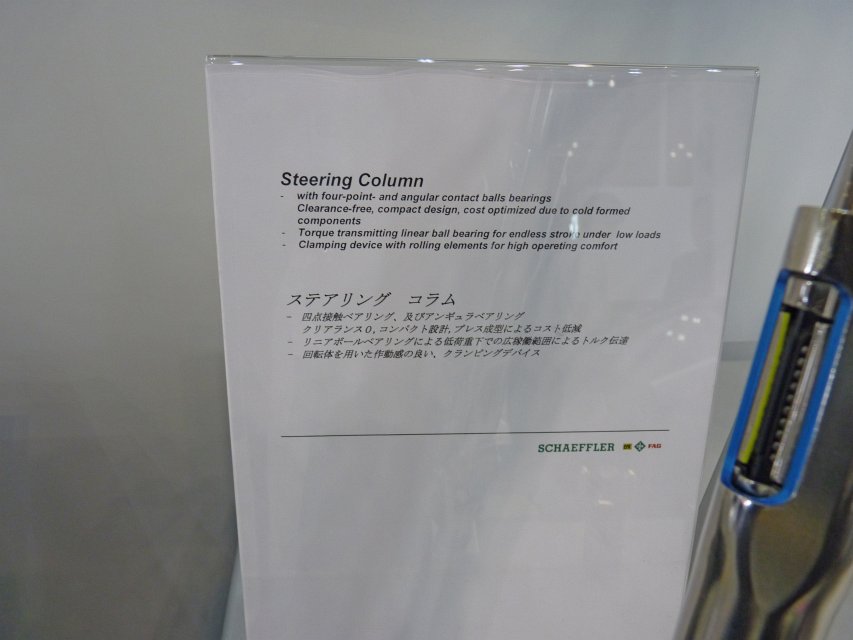 Steering Column
- with four-point- and angular contact balls bearings
Clearance-free, compact design, cost optimized due to cold formed
components
- Torque transmitting linear ball bearing for endless stroke under low loads
- Clamping device with rolling elements for high operating comfort
ステアリング コラム
- 四点接触ベアリング、及びアンギュラベアリング
クリアランス0, コンパクト設計, プレス成型によるコスト低減
- リニアボールベアリングによる低荷重下での広稼働範囲によるトルク伝達
- 回転体を用いた作動感の良い、クランピングデバイス
SCHAEFFLER FAG